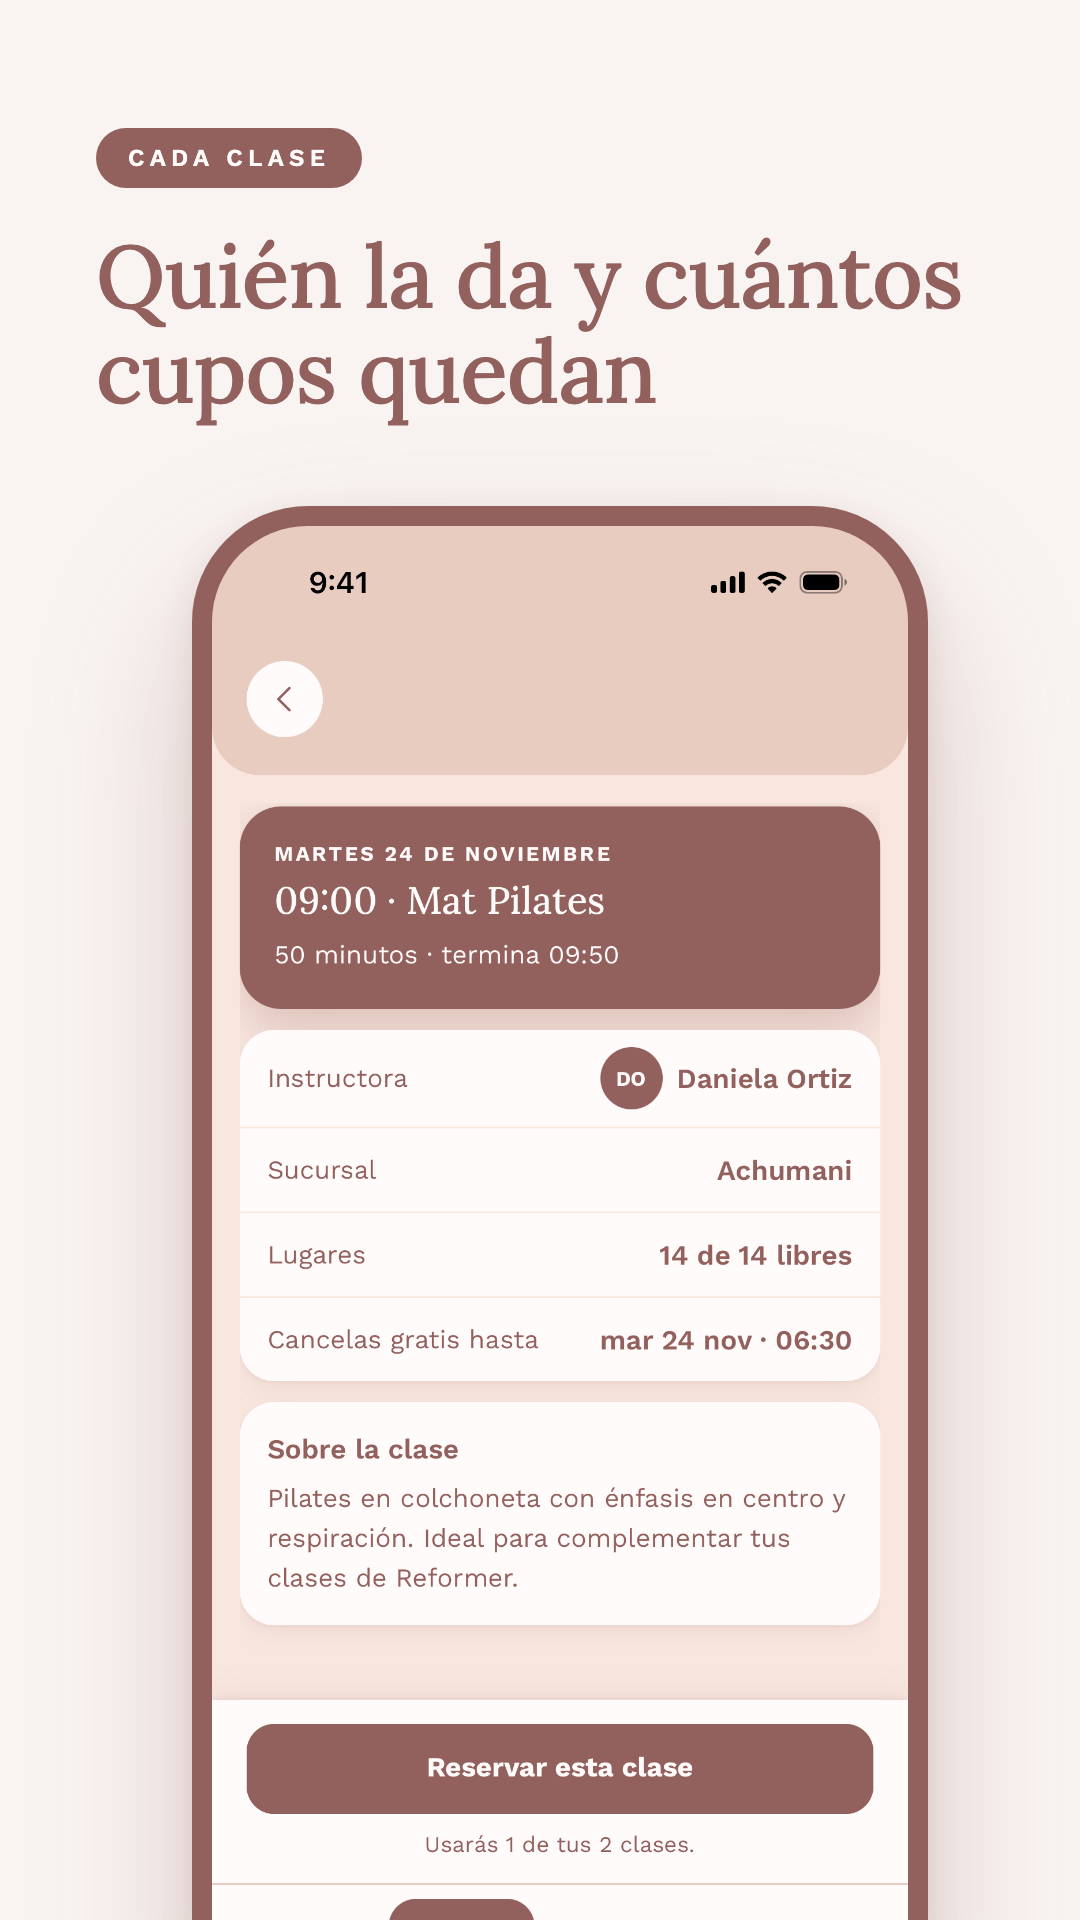 CADA CLASE
Quién la da y cuántos
cupos quedan
9:41
MARTES 24 DE NOVIEMBRE
09:00 · Mat Pilates
50 minutos · termina 09:50
Instructora DO Daniela Ortiz
Sucursal Achumani
Lugares 14 de 14 libres
Cancelas gratis hasta mar 24 nov · 06:30
Sobre la clase
Pilates en colchoneta con énfasis en centro y
respiración. Ideal para complementar tus
clases de Reformer.
Reservar esta clase
Usarás 1 de tus 2 clases.